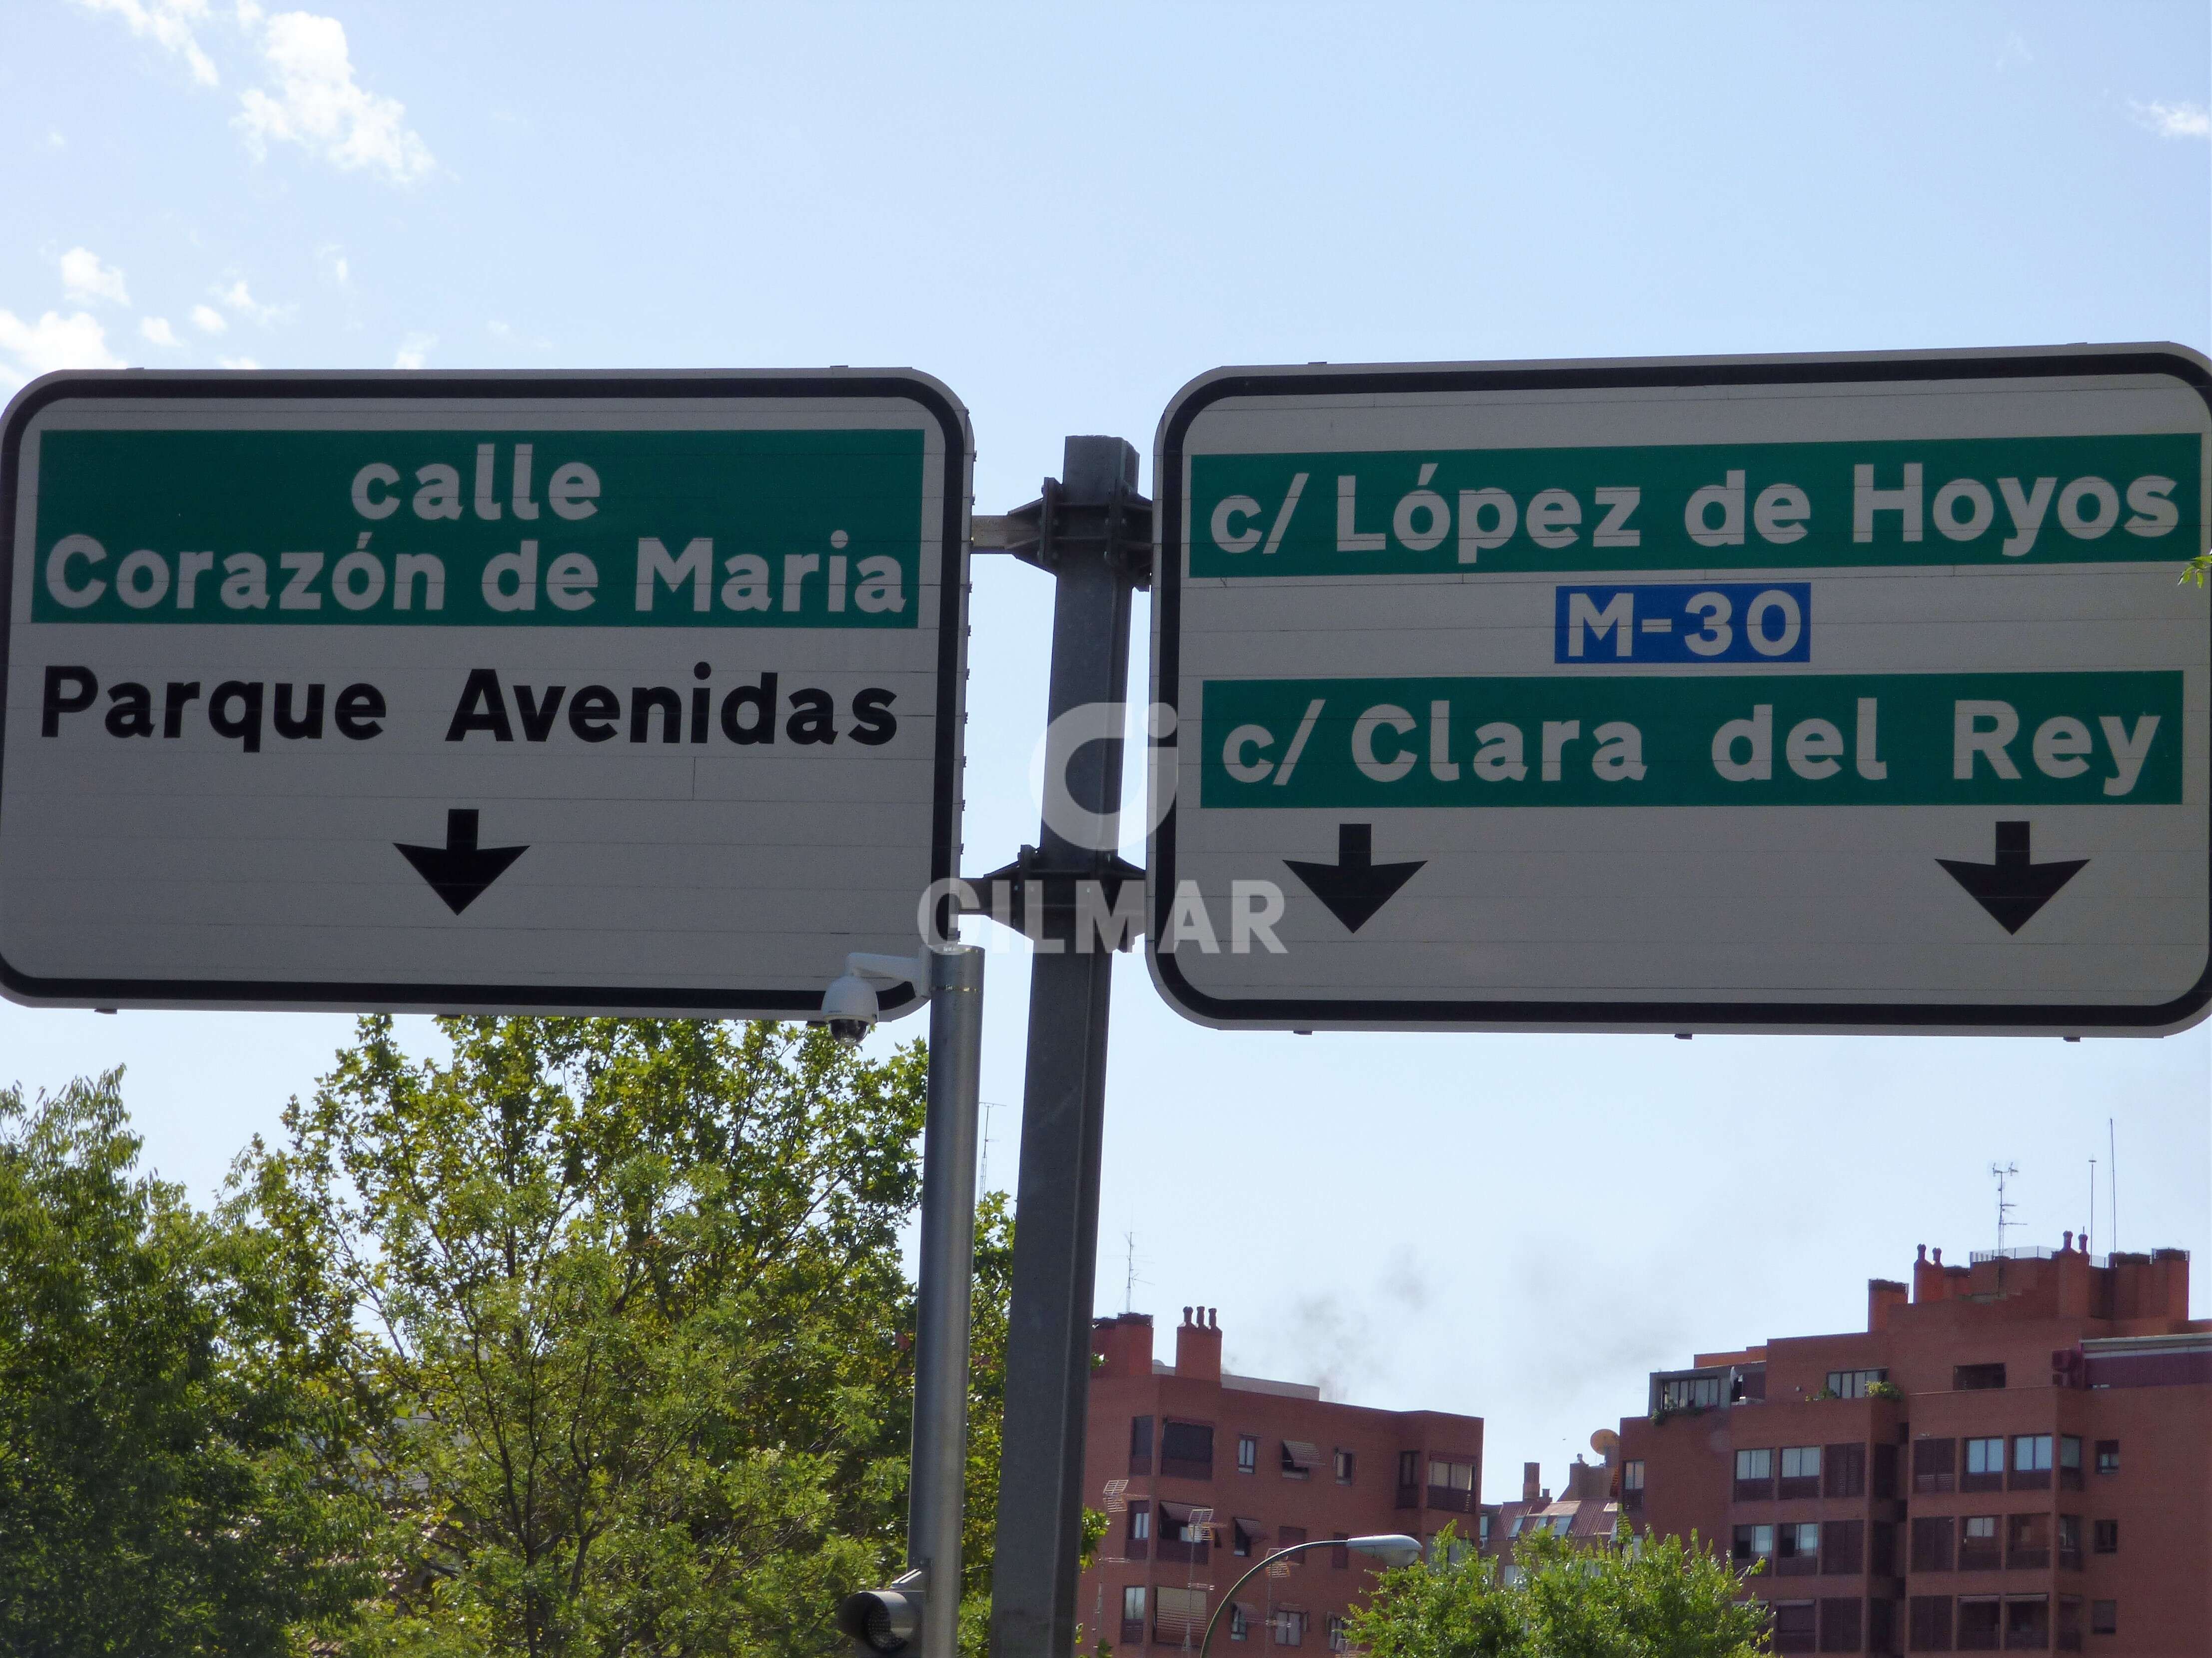 calle
Corazón de Maria
Parque Avenidas
c/ López de Hoyos
M-30
c/ Clara del Rey
GILMAR